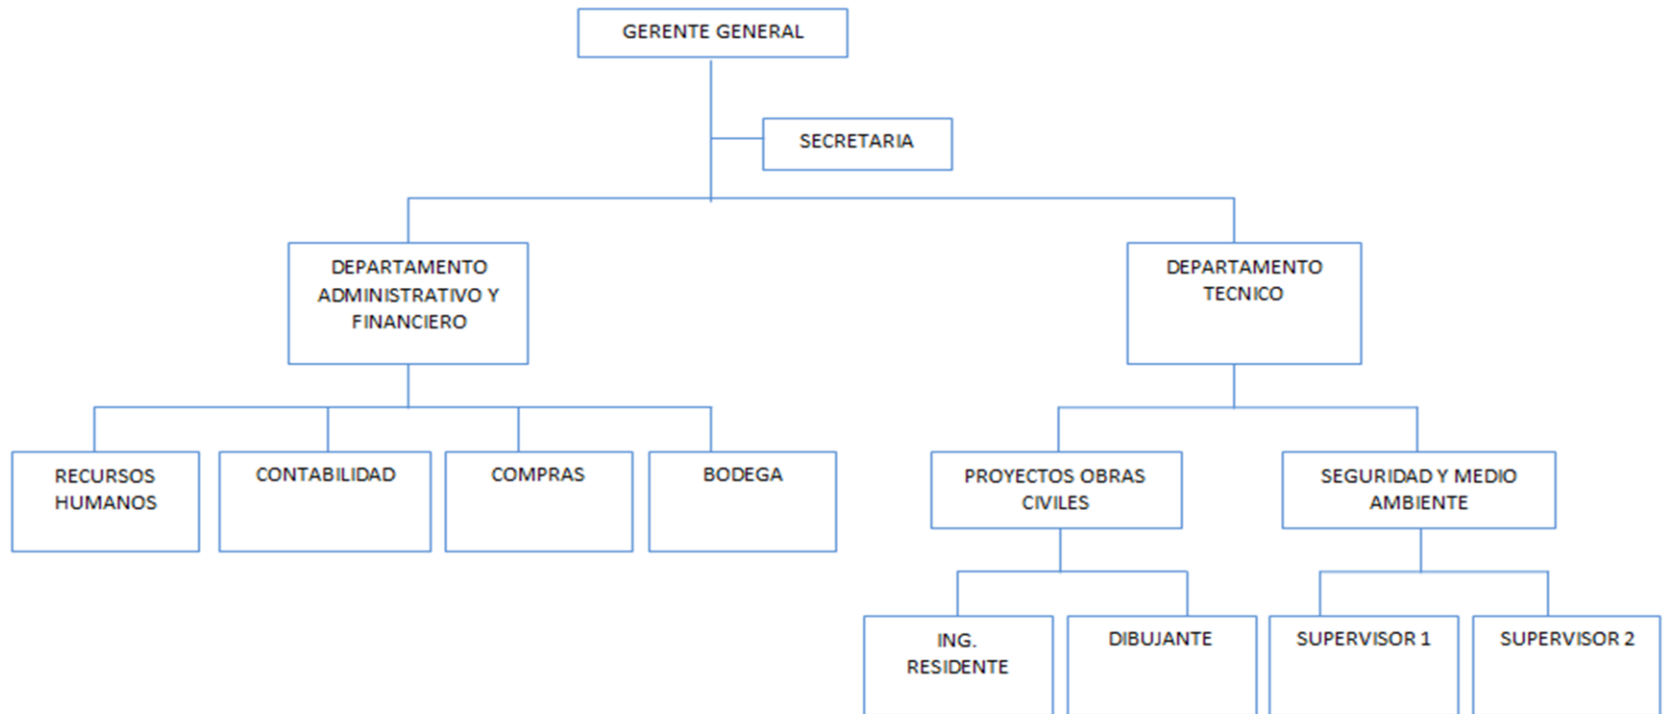 GERENTE GENERAL
SECRETARIA
DEPARTAMENTO
ADMINISTRATIVO Y
FINANCIERO
DEPARTAMENTO
TECNICO
RECURSOS
HUMANOS
CONTABILIDAD
COMPRAS
BODEGA
PROYECTOS OBRAS
CIVILES
SEGURIDAD Y MEDIO
AMBIENTE
ING.
RESIDENTE
DIBUJANTE
SUPERVISOR 1
SUPERVISOR 2